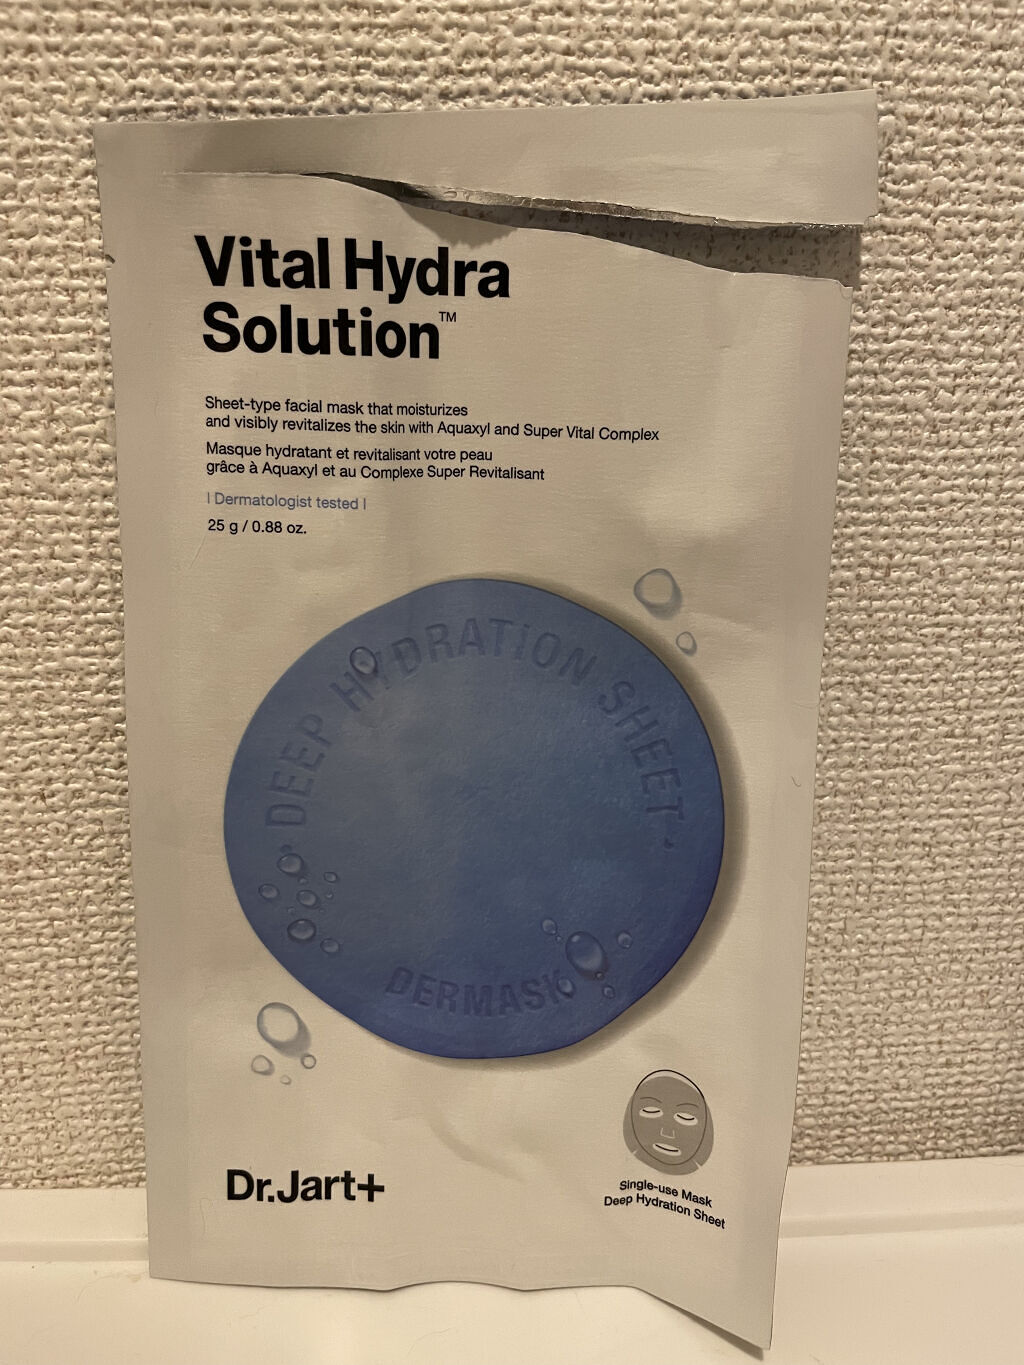 Vital Hydra
Solution™
Sheet-type facial mask that moisturizes
and visibly revitalizes the skin with Aquaxyl and Super Vital Complex
Masque hydratant et revitalisant votre peau
grâce à Aquaxyl et au Complexe Super Revitalisant
| Dermatologist tested |
25 g / 0.88 oz.
· DEEP HYDRATION SHEET ·
DERMASK
Dr.Jart+
Single-use Mask
Deep Hydration Sheet